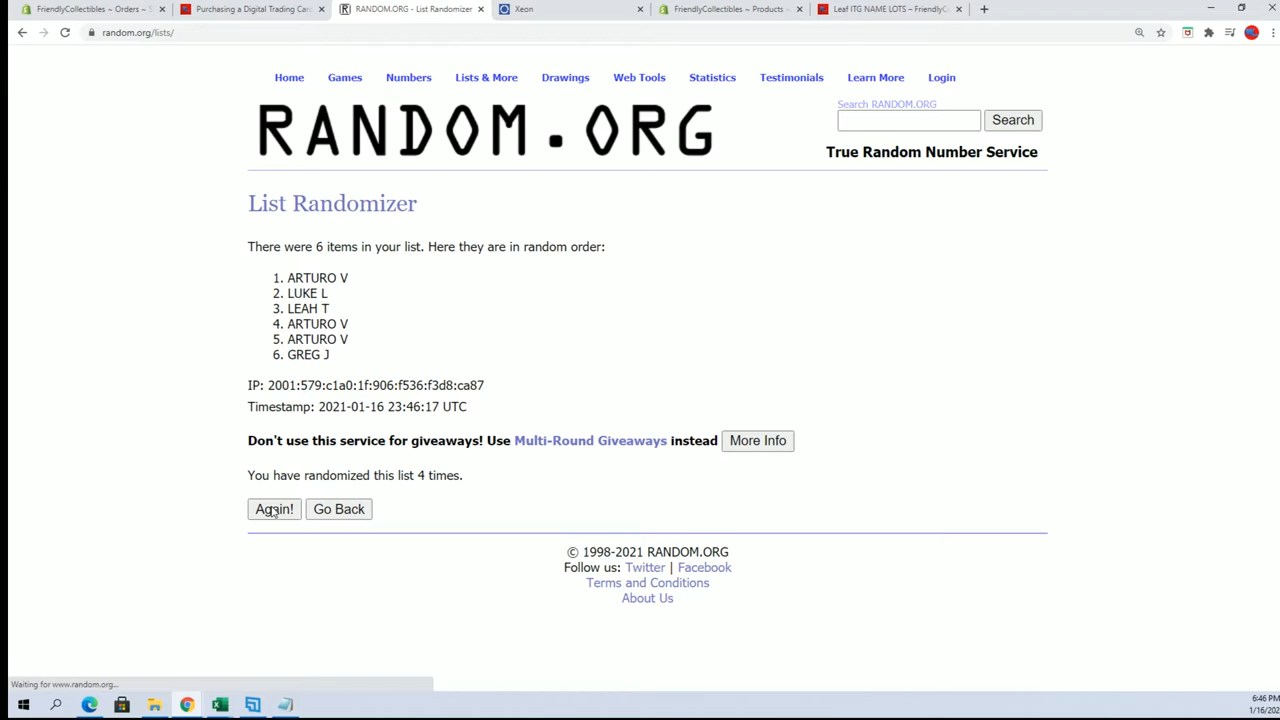 FriendlyCollectibles ~ Orders ~ S
Purchasing a Digital Trading Car
RANDOM.ORG - List Randomizer
Xeon
FriendlyCollectibles ~ Products ~
Leaf ITG NAME LOTS – FriendlyCo
random.org/lists/
Home Games Numbers Lists & More Drawings Web Tools Statistics Testimonials Learn More Login
RANDOM.ORG
Search RANDOM.ORG
Search
True Random Number Service
List Randomizer
There were 6 items in your list. Here they are in random order:
1. ARTURO V
2. LUKE L
3. LEAH T
4. ARTURO V
5. ARTURO V
6. GREG J
IP: 2001:579:c1a0:1f:906:f536:f3d8:ca87
Timestamp: 2021-01-16 23:46:17 UTC
Don't use this service for giveaways! Use Multi-Round Giveaways instead More Info
You have randomized this list 4 times.
Again! Go Back
© 1998-2021 RANDOM.ORG
Follow us: Twitter | Facebook
Terms and Conditions
About Us
Waiting for www.random.org...
6:46 PM
1/16/202